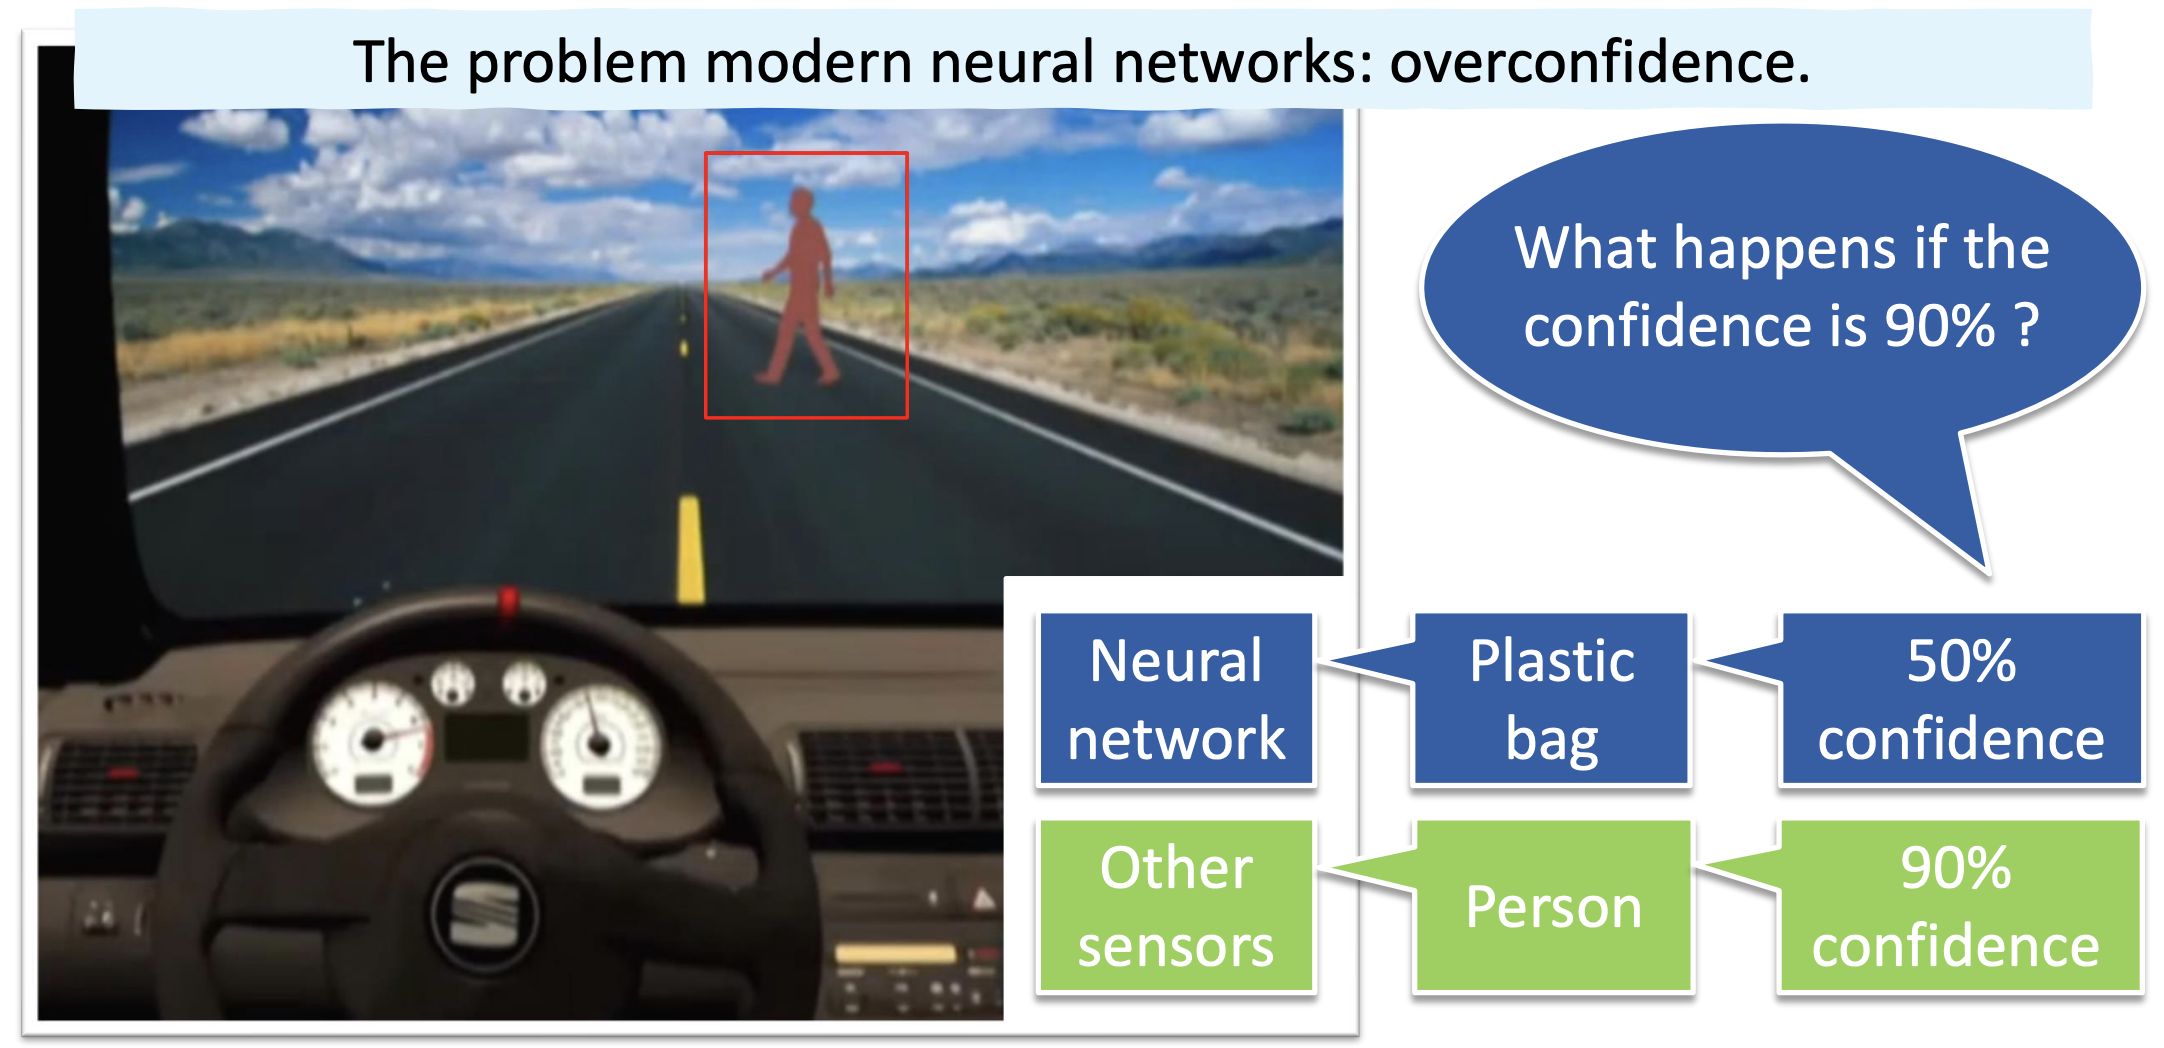 The problem modern neural networks: overconfidence.
What happens if the
confidence is 90% ?
Neural
network
Plastic
bag
50%
confidence
Other
sensors
Person
90%
confidence